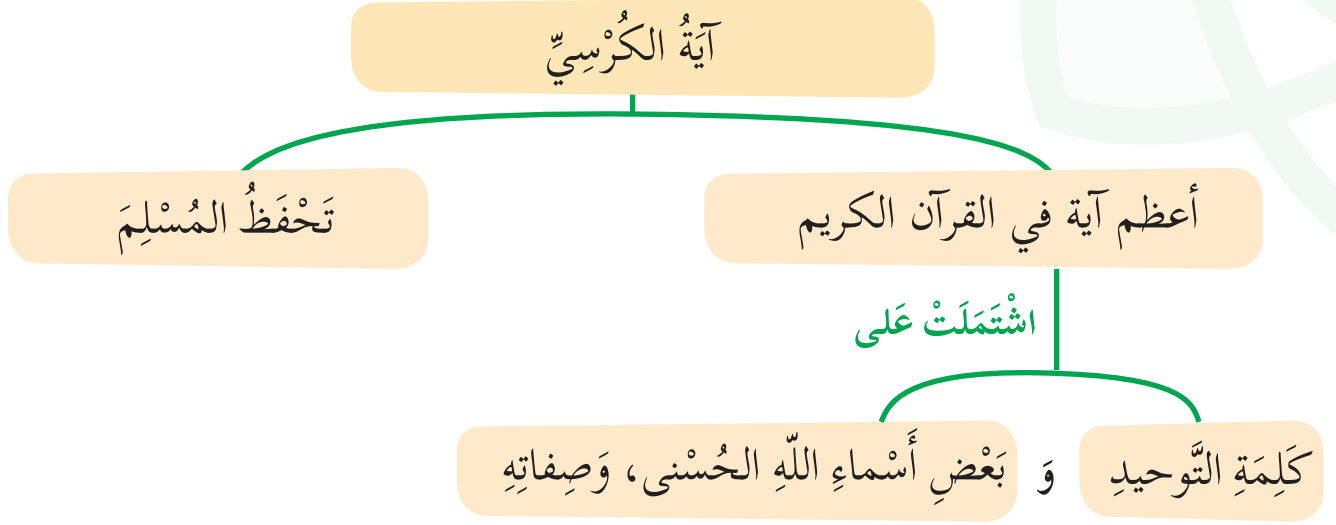 آيَةُ الكُرْسِيِّ
أعظم آية في القرآن الكريم
تَحْفَظُ المُسْلِمَ
اشْتَمَلَتْ عَلى
كَلِمَةِ التَّوحيدِ وَ بَعْضِ أَسْماءِ اللّهِ الحُسْنى، وَصِفاتِهِ